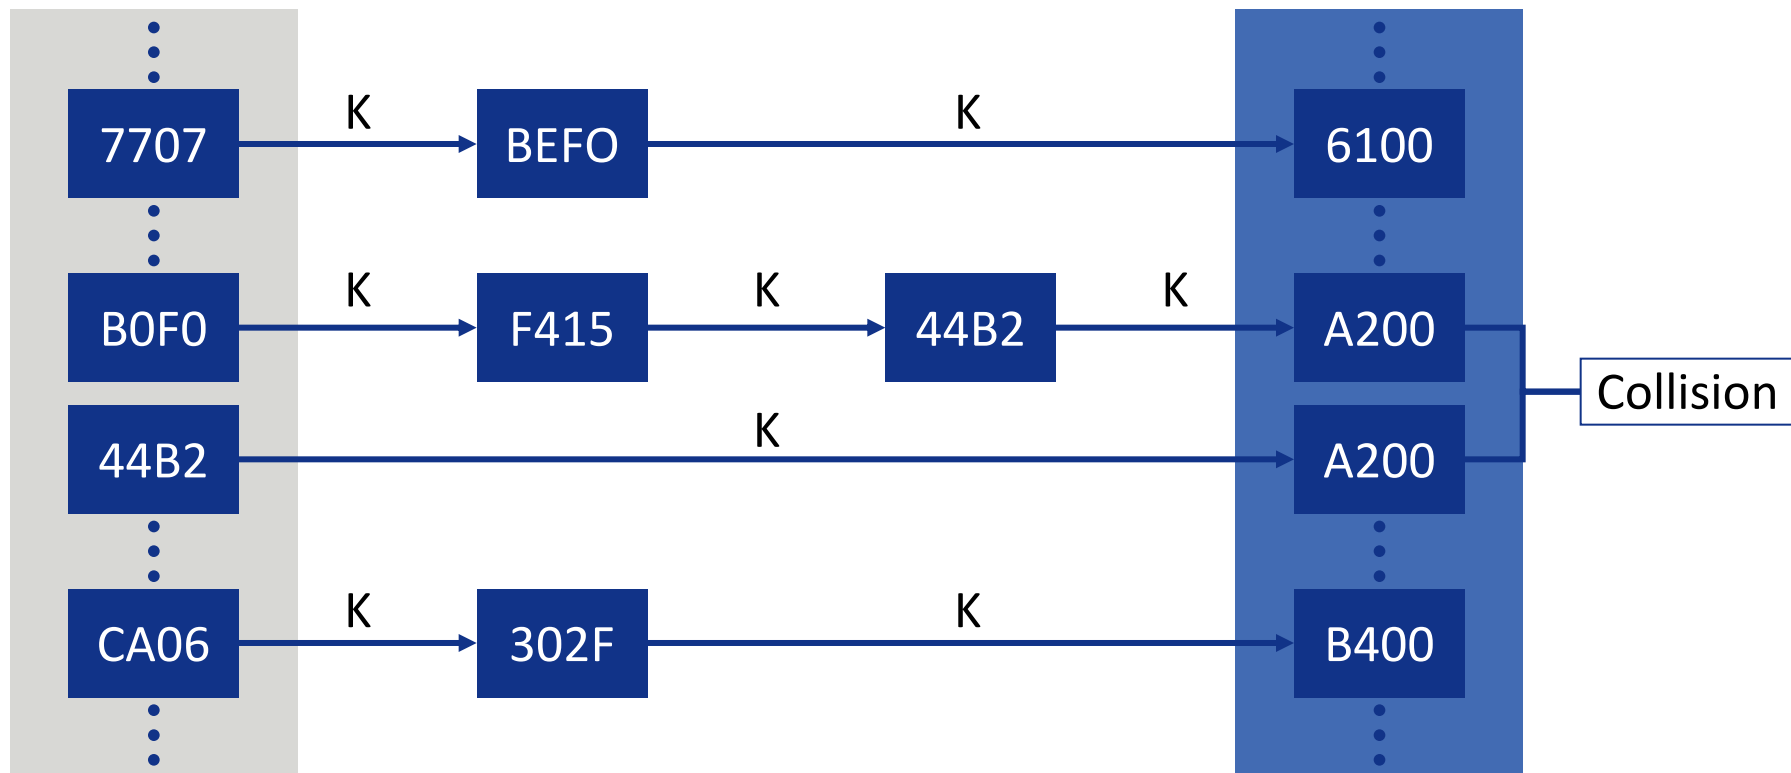 7707 K BEFO K 6100
B0F0 K F415 K 44B2 K A200
Collision
44B2 K A200
CA06 K 302F K B400